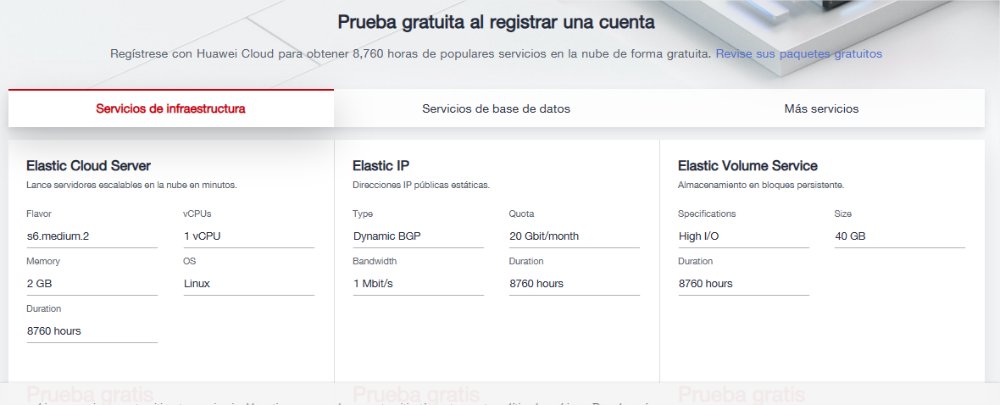 Prueba gratuita al registrar una cuenta
Regístrese con Huawei Cloud para obtener 8,760 horas de populares servicios en la nube de forma gratuita. Revise sus paquetes gratuitos
Servicios de infraestructura
Servicios de base de datos
Más servicios
Elastic Cloud Server
Lance servidores escalables en la nube en minutos.
Flavor
vCPUs
s6.medium.2
1 vCPU
Memory
OS
2 GB
Linux
Duration
8760 hours
Elastic IP
Direcciones IP públicas estáticas.
Type
Quota
Dynamic BGP
20 Gbit/month
Bandwidth
Duration
1 Mbit/s
8760 hours
Elastic Volume Service
Almacenamiento en bloques persistente.
Specifications
Size
High I/O
40 GB
Duration
8760 hours
Prueba gratis
Prueba gratis
Prueba gratis